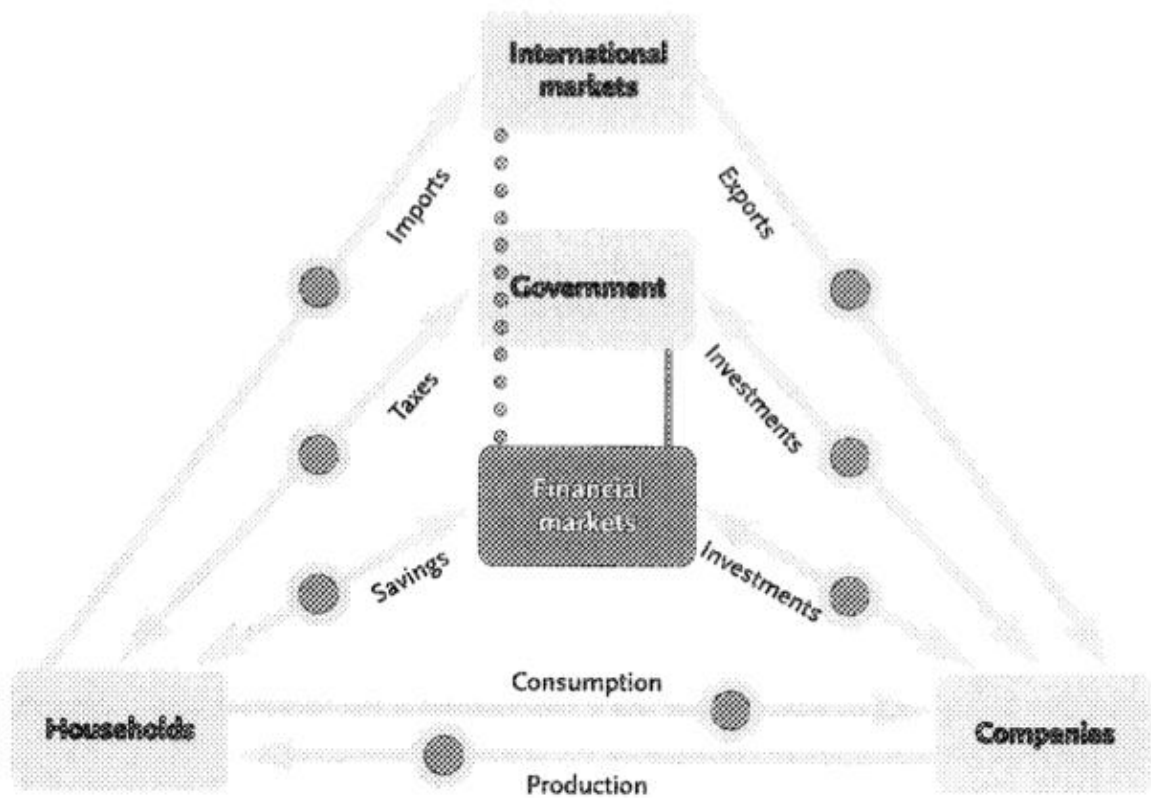 International
markets
Imports
Exports
Government
Taxes
Investments
Financial
markets
Savings
Investments
Consumption
Households
Companies
Production